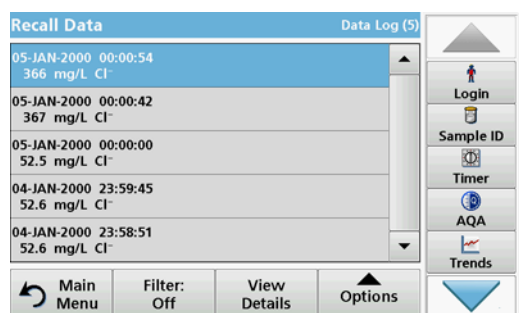 Recall Data
Data Log (5)
05-JAN-2000 00:00:54
366 mg/L Cl⁻
05-JAN-2000 00:00:42
367 mg/L Cl⁻
05-JAN-2000 00:00:00
52.5 mg/L Cl⁻
04-JAN-2000 23:59:45
52.6 mg/L Cl⁻
04-JAN-2000 23:58:51
52.6 mg/L Cl⁻
Main
Menu
Filter:
Off
View
Details
Options
Login
Sample ID
Timer
AQA
Trends